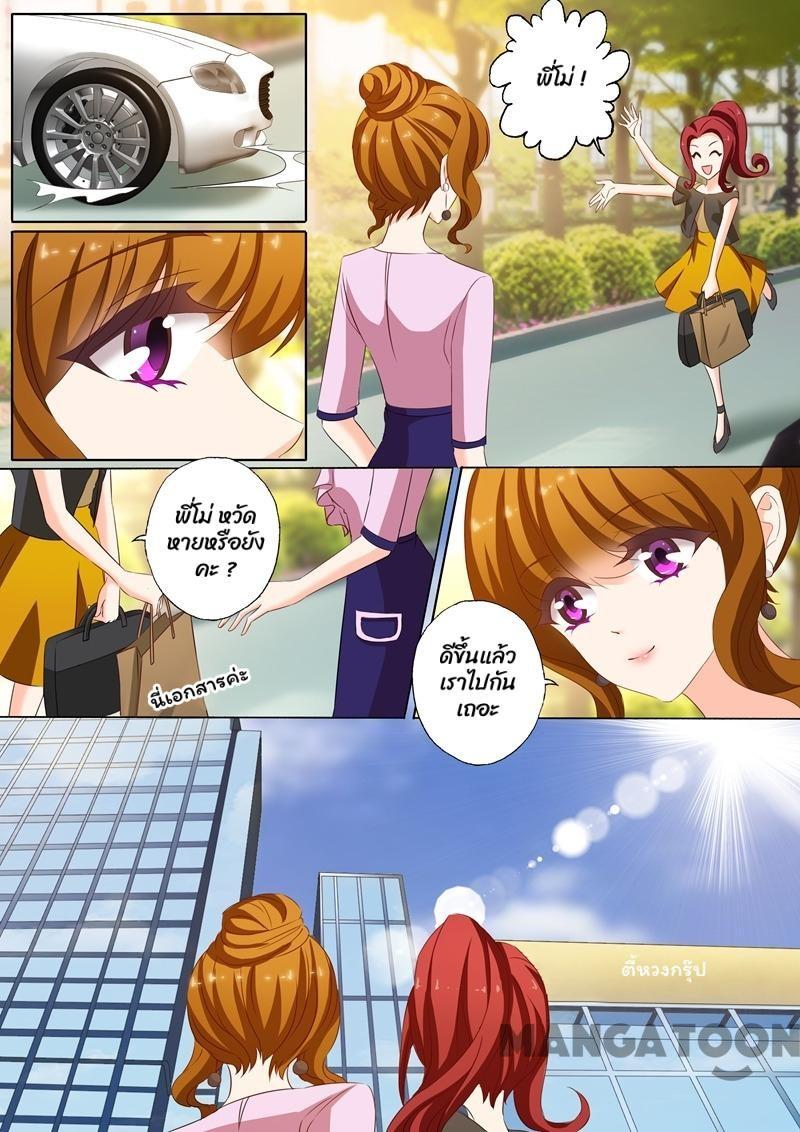 พี่โม่ !
พี่โม่ หวัด
หายหรือยัง
คะ ?
นี่เอกสารค่ะ
ดีขึ้นแล้ว
เราไปกัน
เถอะ
ตี้หวงกรุ๊ป
MANGATOON